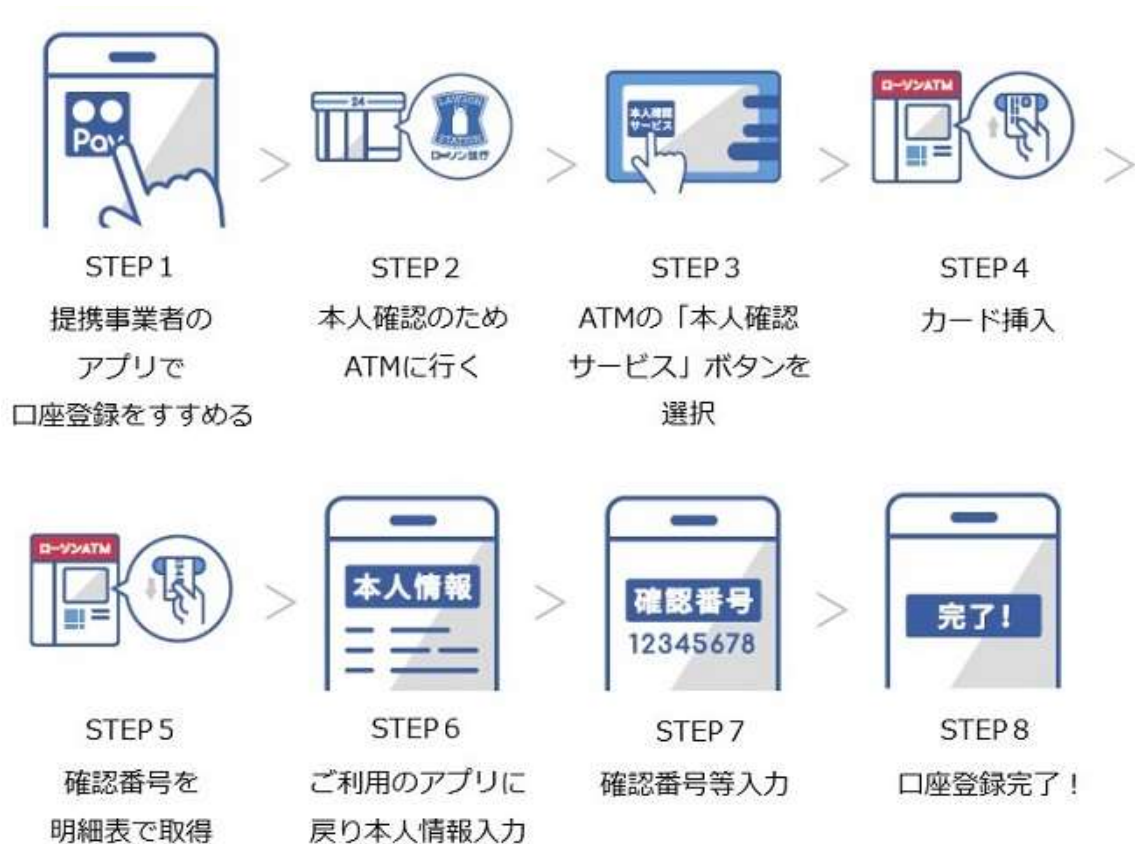 Pay
24
LAWSON
STATION
ローソン銀行
本人確認
サービス
ローソンATM
STEP 1
提携事業者の
アプリで
口座登録をすすめる
STEP 2
本人確認のため
ATMに行く
STEP 3
ATMの「本人確認
サービス」ボタンを
選択
STEP 4
カード挿入
ローソンATM
本人情報
確認番号
12345678
完了!
STEP 5
確認番号を
明細表で取得
STEP 6
ご利用のアプリに
戻り本人情報入力
STEP 7
確認番号等入力
STEP 8
口座登録完了！